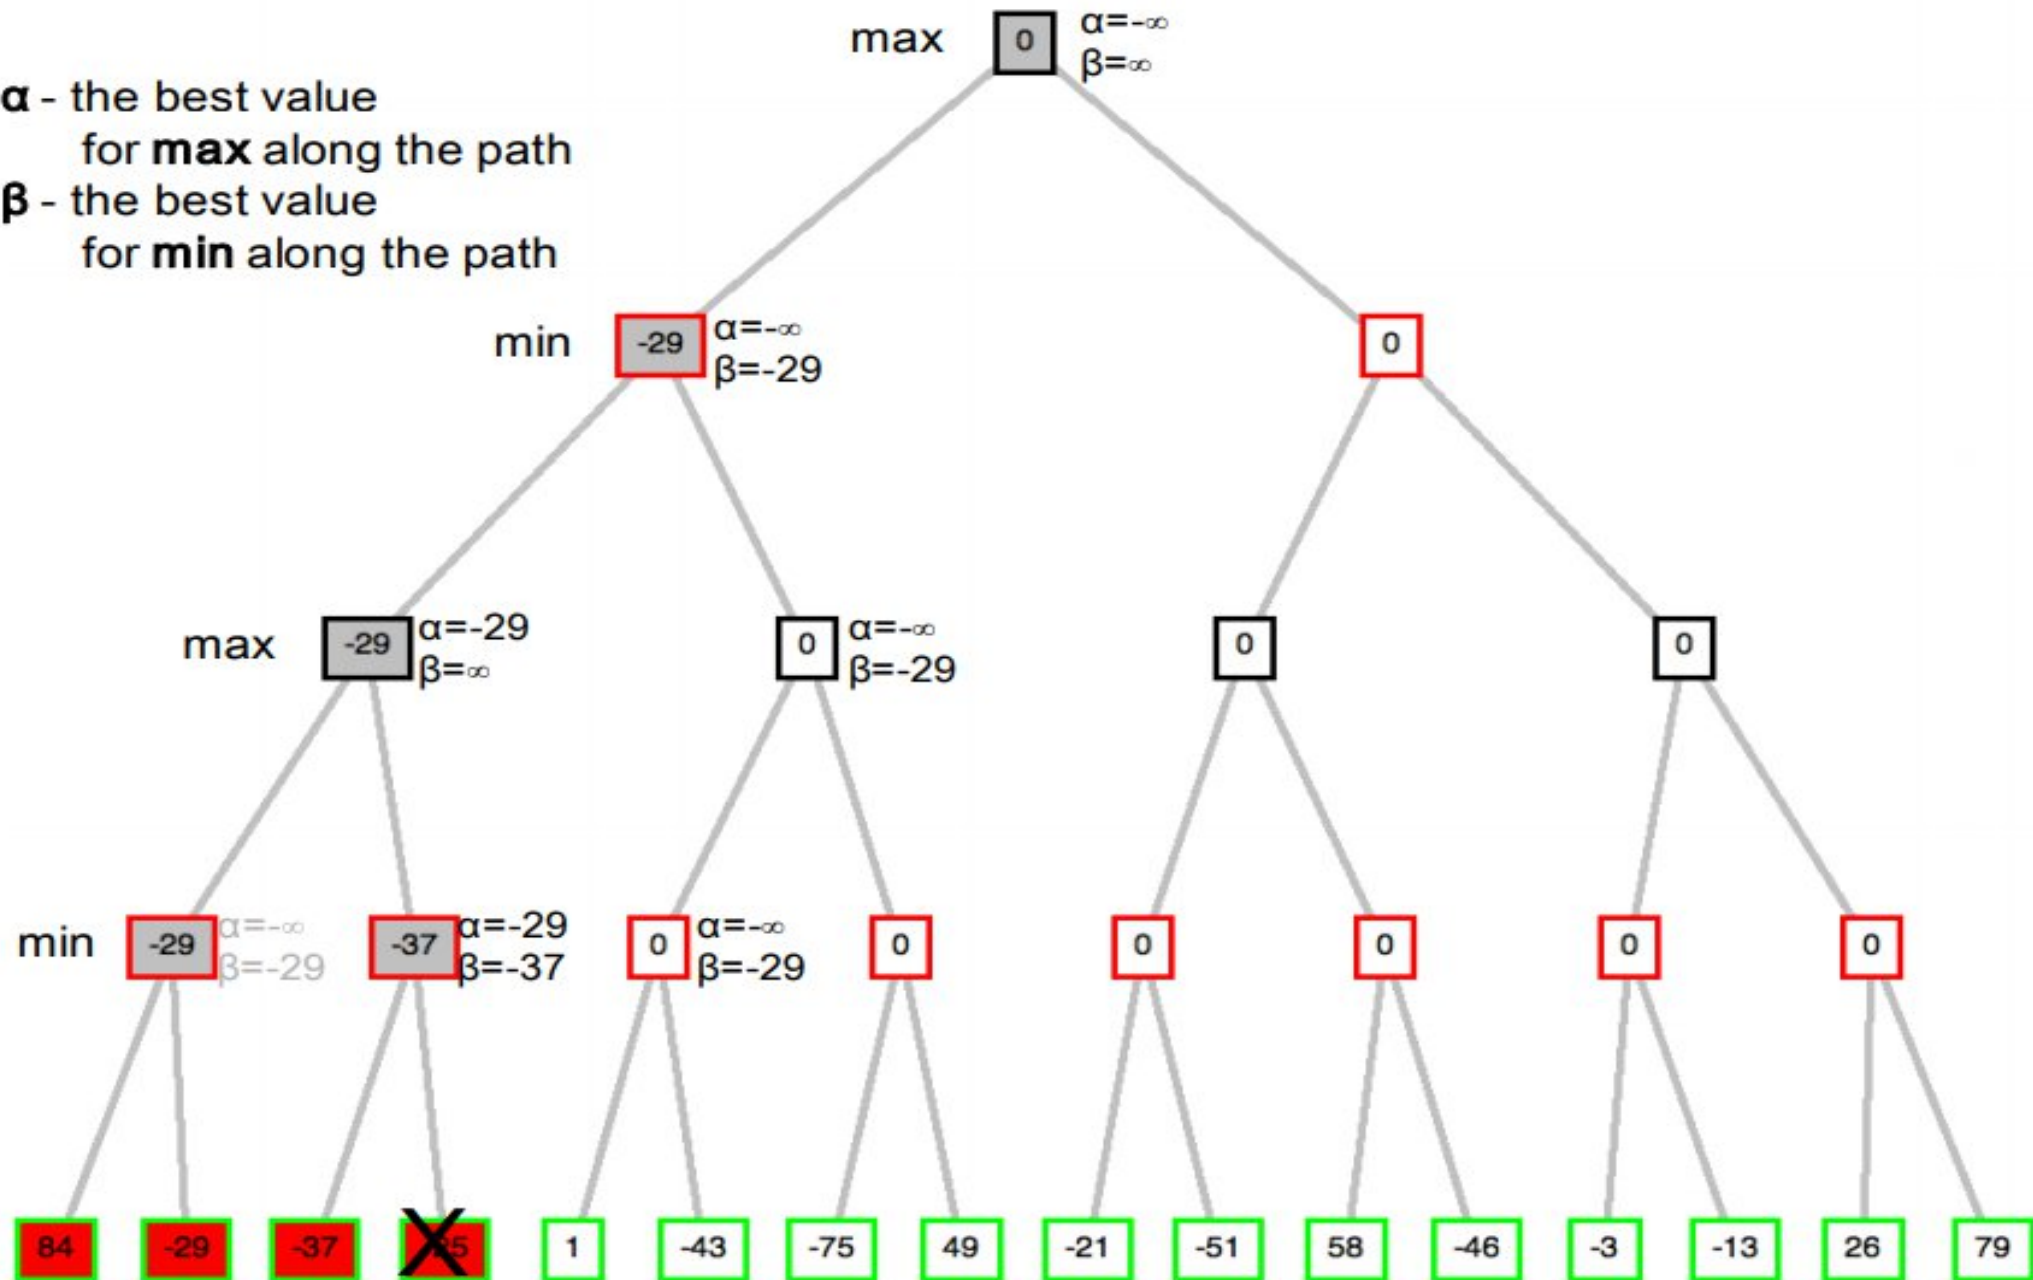 max 0 α=-∞
β=∞
α - the best value
for max along the path
β - the best value
for min along the path
min -29 α=-∞
β=-29
0
max -29 α=-29
β=∞
0 α=-∞
β=-29
0
0
min -29 α=-∞
β=-29
-37 α=-29
β=-37
0 α=-∞
β=-29
0
0
0
0
0
84 -29 -37 X 1 -43 -75 49 -21 -51 58 -46 -3 -13 26 79